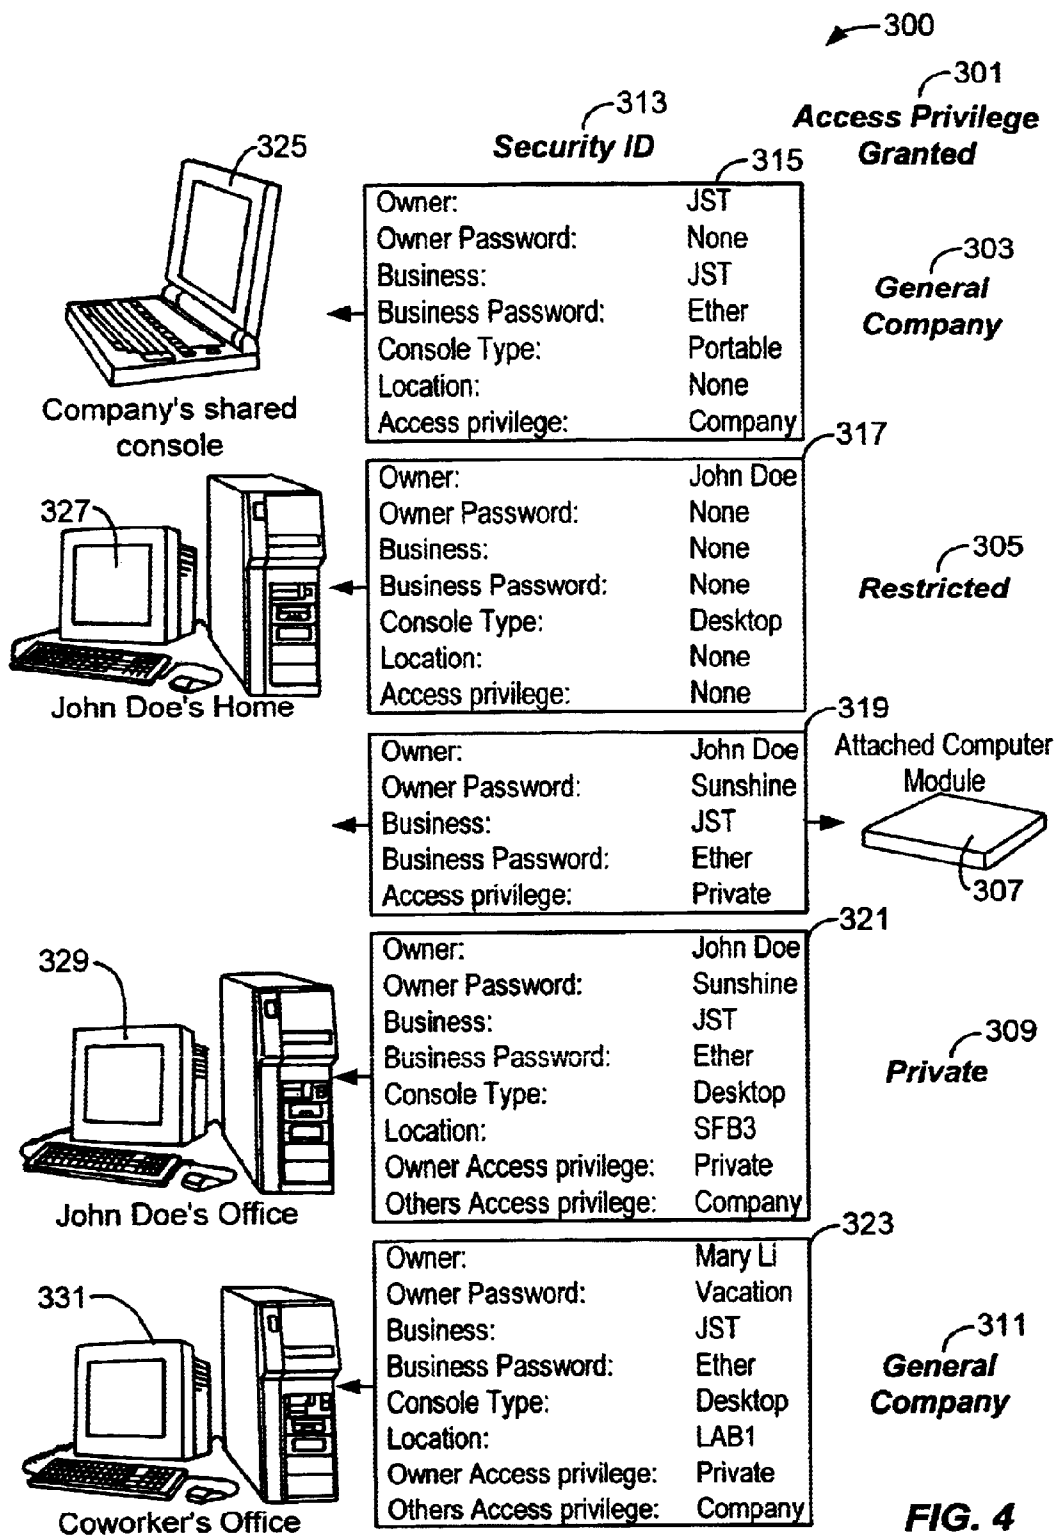 300
301
Access Privilege
Granted
313
Security ID
325
315
Owner: JST
Owner Password: None
Business: JST
Business Password: Ether
Console Type: Portable
Location: None
Access privilege: Company
303
General
Company
Company's shared
console
317
Owner: John Doe
Owner Password: None
Business: None
Business Password: None
Console Type: Desktop
Location: None
Access privilege: None
327
305
Restricted
John Doe's Home
319
Owner: John Doe
Owner Password: Sunshine
Business: JST
Business Password: Ether
Access privilege: Private
Attached Computer
Module
307
321
Owner: John Doe
Owner Password: Sunshine
Business: JST
Business Password: Ether
Console Type: Desktop
Location: SFB3
Owner Access privilege: Private
Others Access privilege: Company
329
309
Private
John Doe's Office
323
Owner: Mary Li
Owner Password: Vacation
Business: JST
Business Password: Ether
Console Type: Desktop
Location: LAB1
Owner Access privilege: Private
Others Access privilege: Company
331
311
General
Company
Coworker's Office
FIG. 4